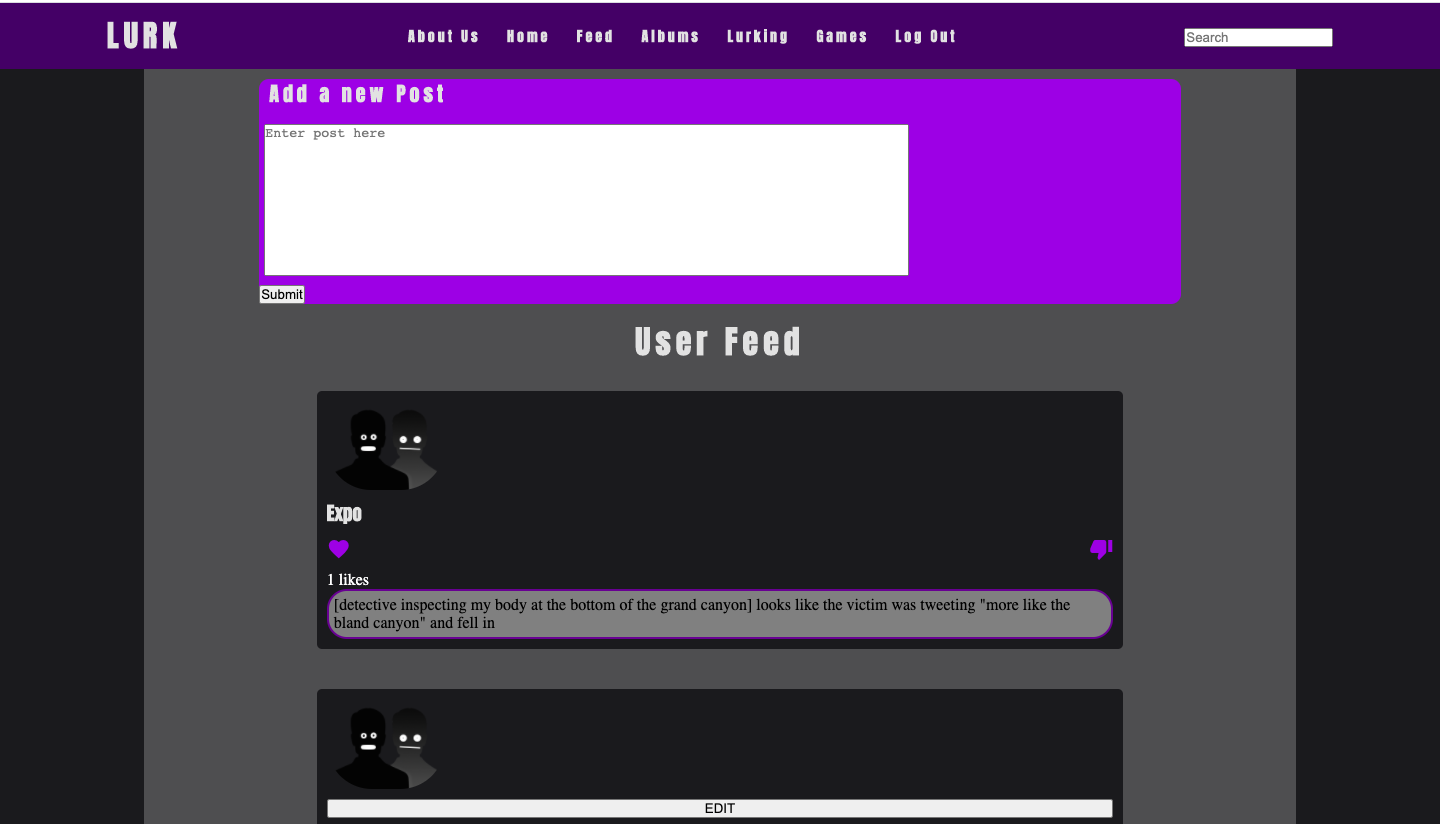 LURK
About Us Home Feed Albums Lurking Games Log Out
Search
Add a new Post
Enter post here
Submit
User Feed
Expo
1 likes
[detective inspecting my body at the bottom of the grand canyon] looks like the victim was tweeting "more like the
bland canyon" and fell in
EDIT